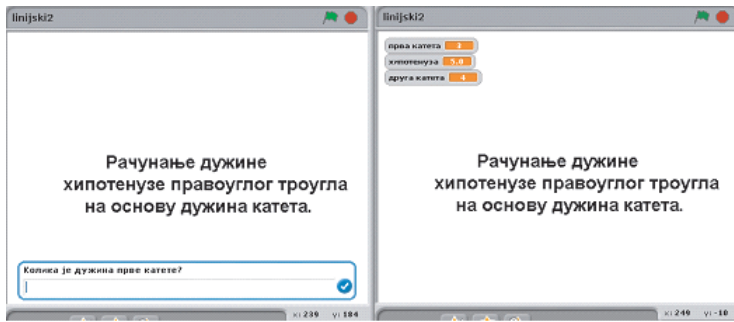 linijski2
Рачунање дужине
хипотенузе правоуглог троугла
на основу дужина катета.
Колика је дужина прве катете?
x: 239 y: 184
linijski2
прва катета 3
хипотенуза 5.0
друга катета 4
Рачунање дужине
хипотенузе правоуглог троугла
на основу дужина катета.
x: 249 y: -10